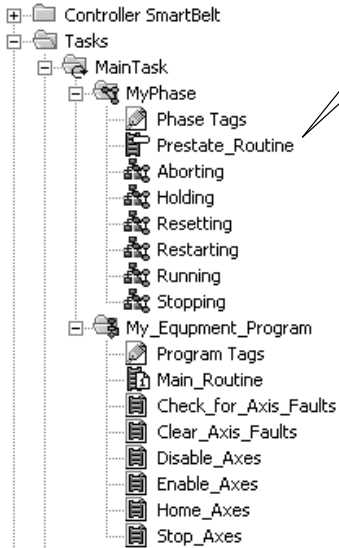 Controller SmartBelt
Tasks
MainTask
MyPhase
Phase Tags
Prestate_Routine
Aborting
Holding
Resetting
Restarting
Running
Stopping
My_Equpment_Program
Program Tags
Main_Routine
Check_for_Axis_Faults
Clear_Axis_Faults
Disable_Axes
Enable_Axes
Home_Axes
Stop_Axes